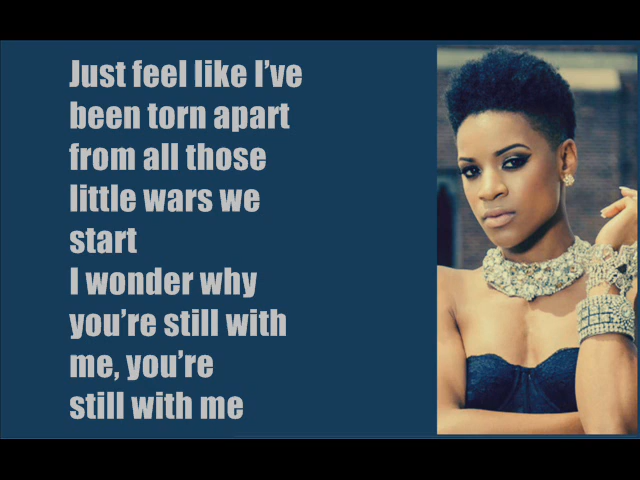 Just feel like I’ve
been torn apart
from all those
little wars we
start
I wonder why
you’re still with
me, you’re
still with me